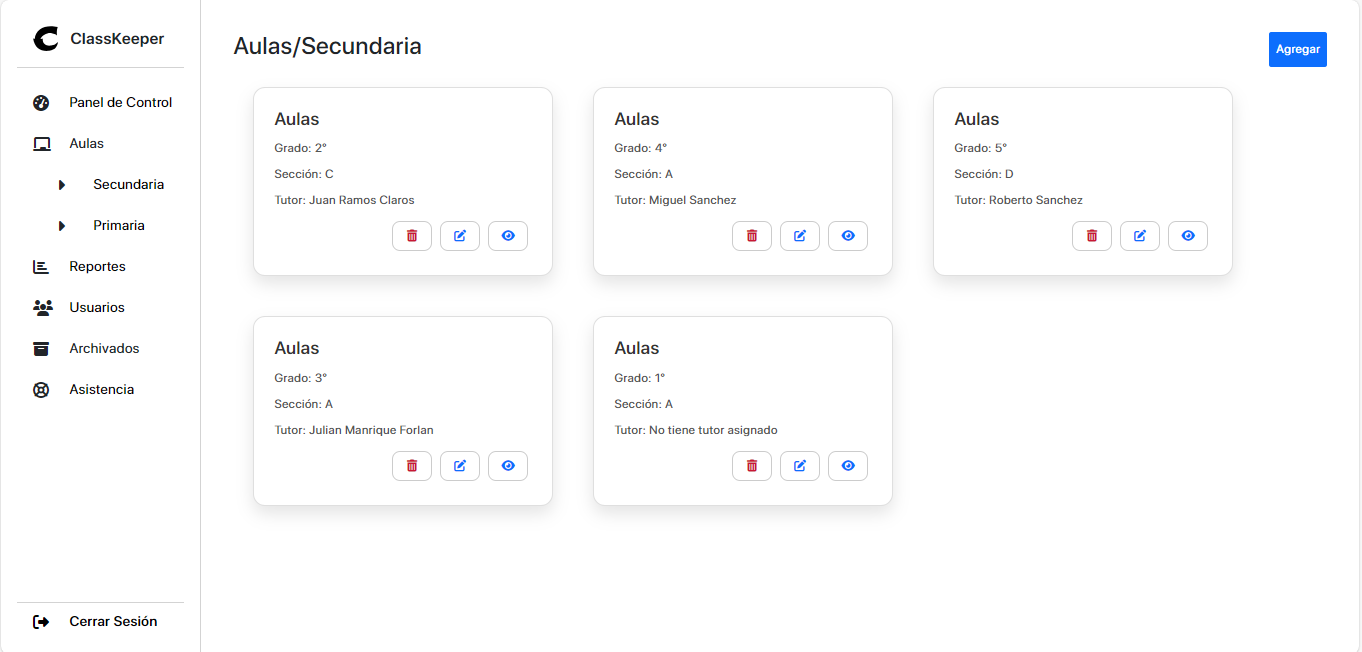 ClassKeeper
Panel de Control
Aulas
Secundaria
Primaria
Reportes
Usuarios
Archivados
Asistencia
Cerrar Sesión
Aulas/Secundaria
Agregar
Aulas
Grado: 2°
Sección: C
Tutor: Juan Ramos Claros
Aulas
Grado: 4°
Sección: A
Tutor: Miguel Sanchez
Aulas
Grado: 5°
Sección: D
Tutor: Roberto Sanchez
Aulas
Grado: 3°
Sección: A
Tutor: Julian Manrique Forlan
Aulas
Grado: 1°
Sección: A
Tutor: No tiene tutor asignado